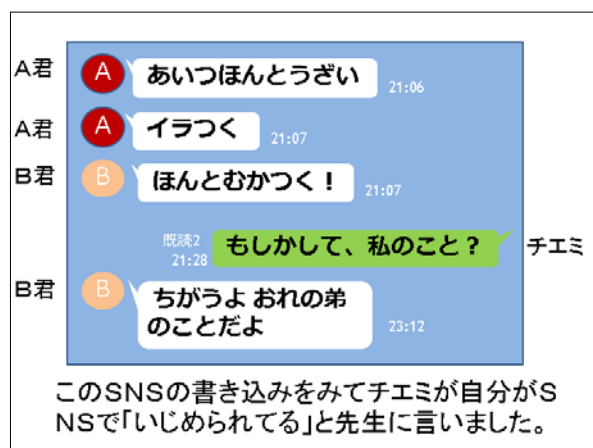 A君 A あいつほんとうざい 21:06
A君 A イラつく 21:07
B君 B ほんとむかつく！ 21:07
既読2
21:28 もしかして、私のこと？ チエミ
B君 B ちがうよ おれの弟
のことだよ 23:12
このSNSの書き込みをみてチエミが自分がS
NSで「いじめられてる」と先生に言いました。